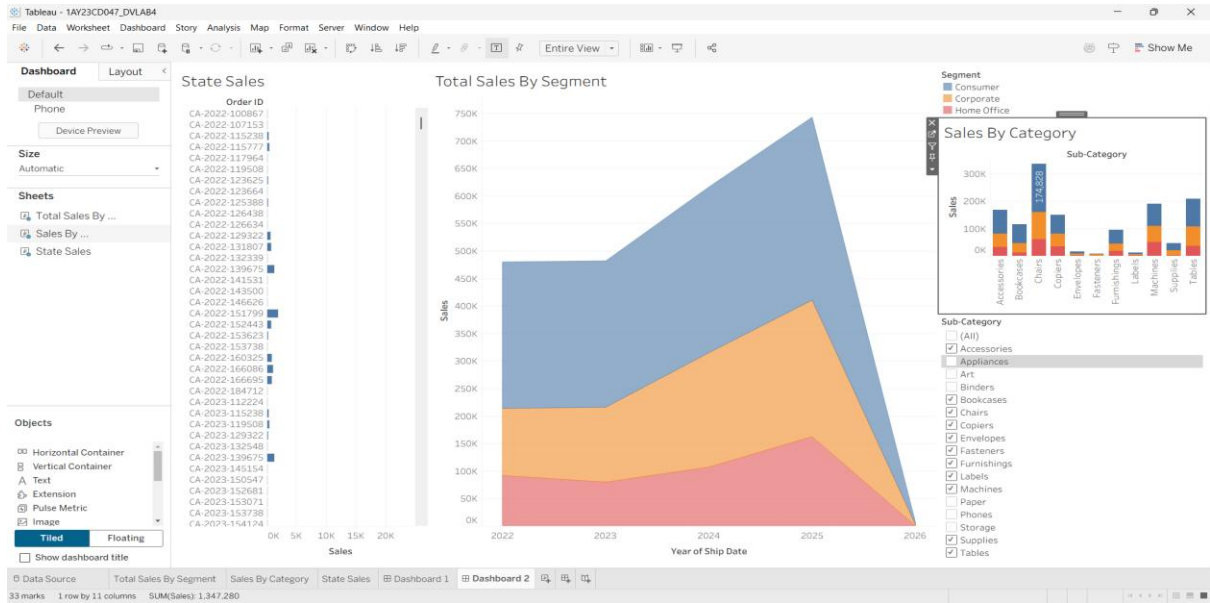 Tableau - 1AY23CD047_DVLAB4
File Data Worksheet Dashboard Story Analysis Map Format Server Window Help
Entire View
Show Me
Dashboard
Layout
Default
Phone
Device Preview
Size
Automatic
Sheets
Total Sales By ...
Sales By ...
State Sales
Objects
Horizontal Container
Vertical Container
A Text
Extension
Pulse Metric
Image
Tiled
Floating
Show dashboard title
State Sales
Order ID
CA-2022-100867
CA-2022-107153
CA-2022-115238
CA-2022-115777
CA-2022-117964
CA-2022-119508
CA-2022-123625
CA-2022-123664
CA-2022-125388
CA-2022-126438
CA-2022-126634
CA-2022-129322
CA-2022-131807
CA-2022-132339
CA-2022-139675
CA-2022-141531
CA-2022-143500
CA-2022-146626
CA-2022-151799
CA-2022-152443
CA-2022-153623
CA-2022-153738
CA-2022-160325
CA-2022-166086
CA-2022-166695
CA-2022-184712
CA-2023-112224
CA-2023-115238
CA-2023-119508
CA-2023-129322
CA-2023-132548
CA-2023-139675
CA-2023-145154
CA-2023-150547
CA-2023-152681
CA-2023-153071
CA-2023-153738
CA-2023-154124
0K 5K 10K 15K 20K
Sales
Total Sales By Segment
750K
700K
650K
600K
550K
500K
450K
400K
350K
300K
250K
200K
150K
100K
50K
0K
Sales
2022 2023 2024 2025 2026
Year of Ship Date
Segment
Consumer
Corporate
Home Office
Sales By Category
Sub-Category
300K
200K
100K
0K
Sales
174,828
Accessories
Bookcases
Chairs
Copiers
Envelopes
Fasteners
Furnishings
Labels
Machines
Supplies
Tables
Sub-Category
(All)
Accessories
Appliances
Art
Binders
Bookcases
Chairs
Copiers
Envelopes
Fasteners
Furnishings
Labels
Machines
Paper
Phones
Storage
Supplies
Tables
Data Source Total Sales By Segment Sales By Category State Sales Dashboard 1 Dashboard 2
33 marks 1 row by 11 columns SUM(Sales): 1,347,280